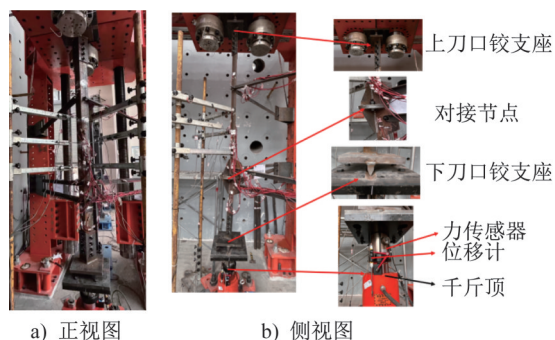 上刀口铰支座
对接节点
下刀口铰支座
力传感器
位移计
千斤顶
a) 正视图
b) 侧视图